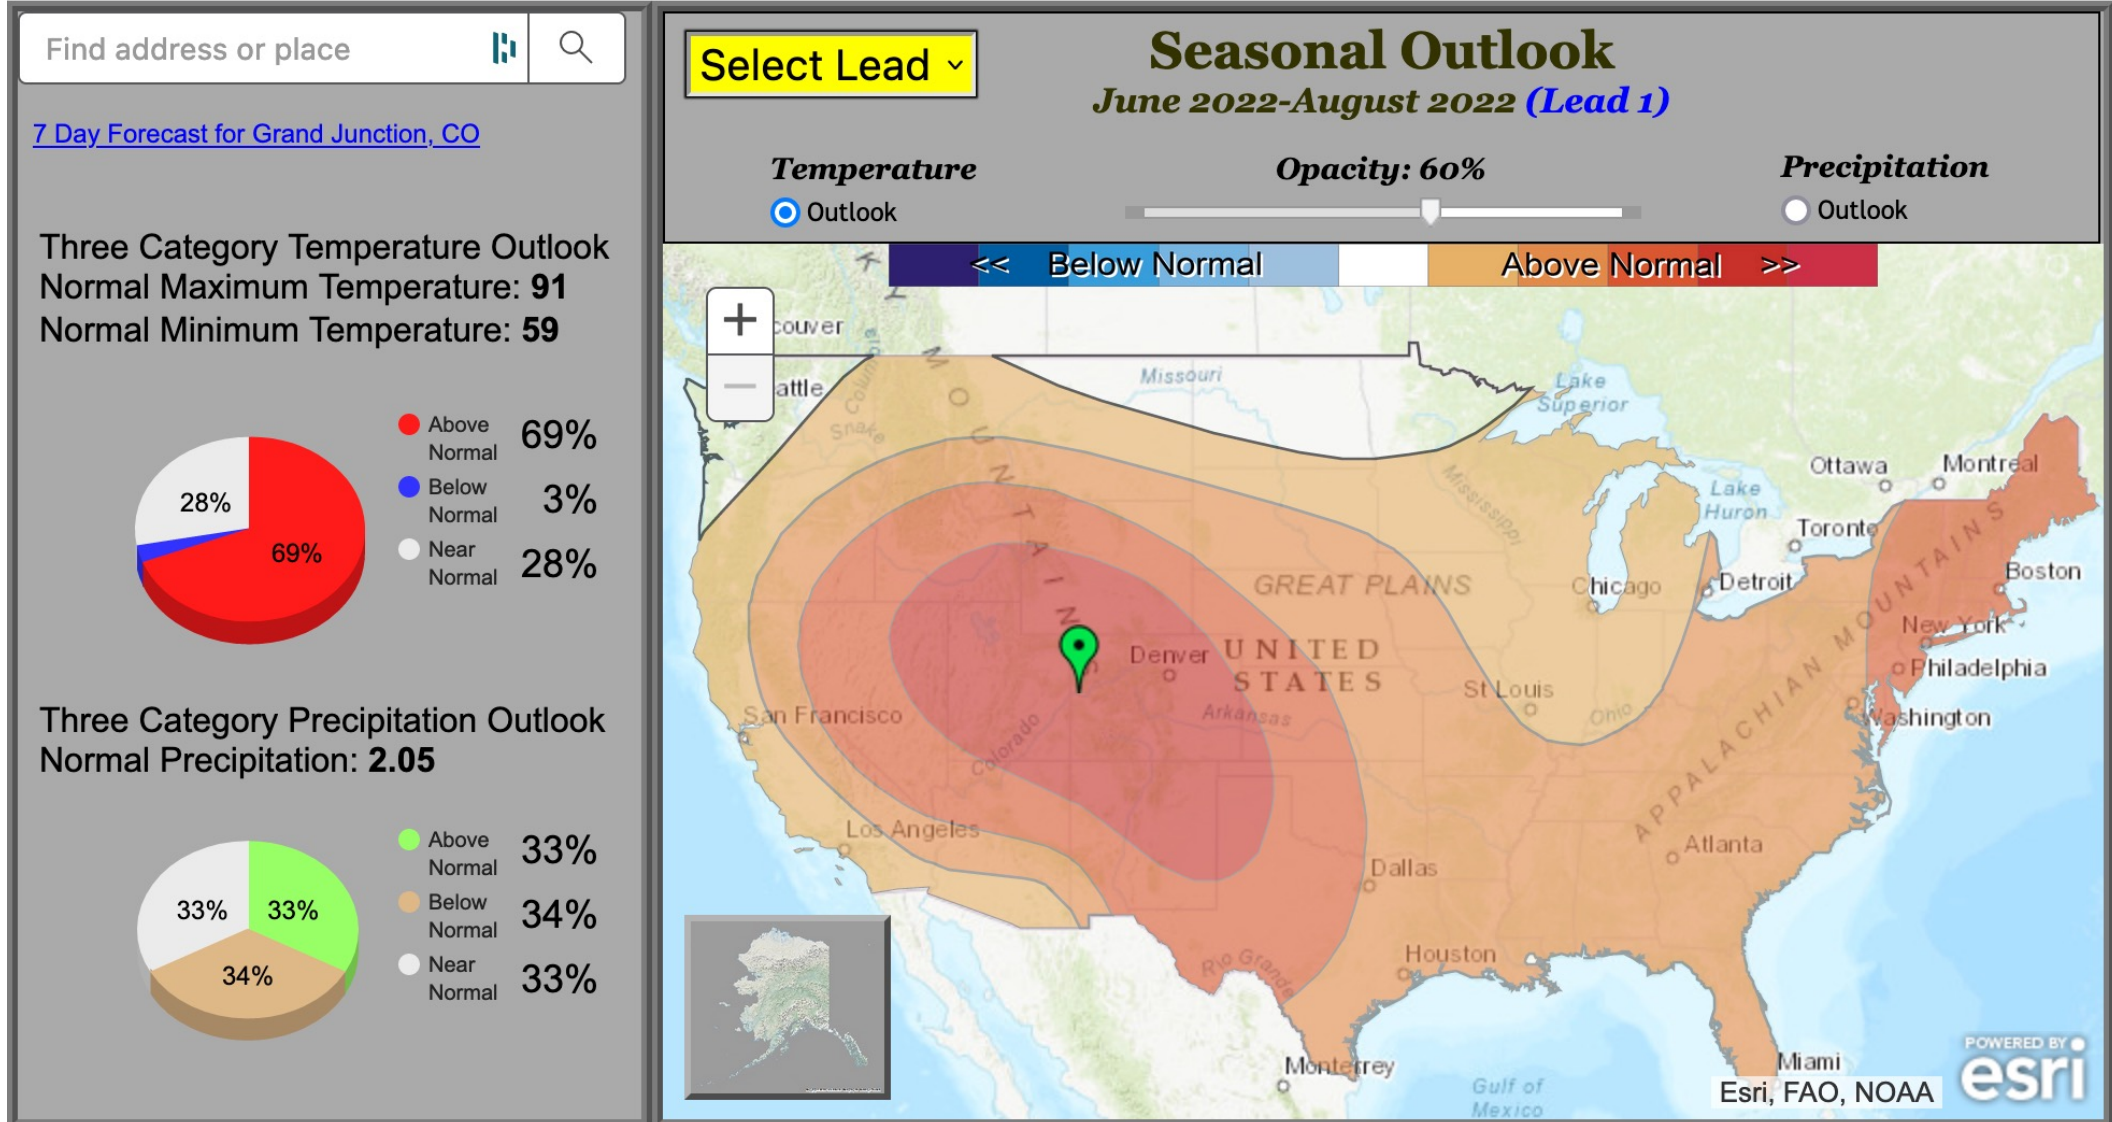 Find address or place
7 Day Forecast for Grand Junction, CO
Three Category Temperature Outlook
Normal Maximum Temperature: 91
Normal Minimum Temperature: 59
Above
Normal
69%
Below
Normal
3%
Near
Normal
28%
28%
69%
Three Category Precipitation Outlook
Normal Precipitation: 2.05
Above
Normal
33%
Below
Normal
34%
Near
Normal
33%
33%
33%
34%
Select Lead
Seasonal Outlook
June 2022-August 2022 (Lead 1)
Temperature
Outlook
Opacity: 60%
Precipitation
Outlook
<< Below Normal
Above Normal >>
+
−
couver
attle
Columbia
Snake
Missouri
Lake
Superior
Mississippi
Lake
Huron
Ottawa
Montreal
Toronto
Boston
Detroit
Chicago
GREAT PLAINS
MOUNTAINS
New York
Philadelphia
Washington
Denver
UNITED
STATES
St Louis
Ohio
Arkansas
Colorado
San Francisco
Los Angeles
APPALACHIAN MOUNTAINS
Atlanta
Dallas
Houston
Rio Grande
Monterrey
Miami
Gulf of
Mexico
Esri, FAO, NOAA
POWERED BY
esri